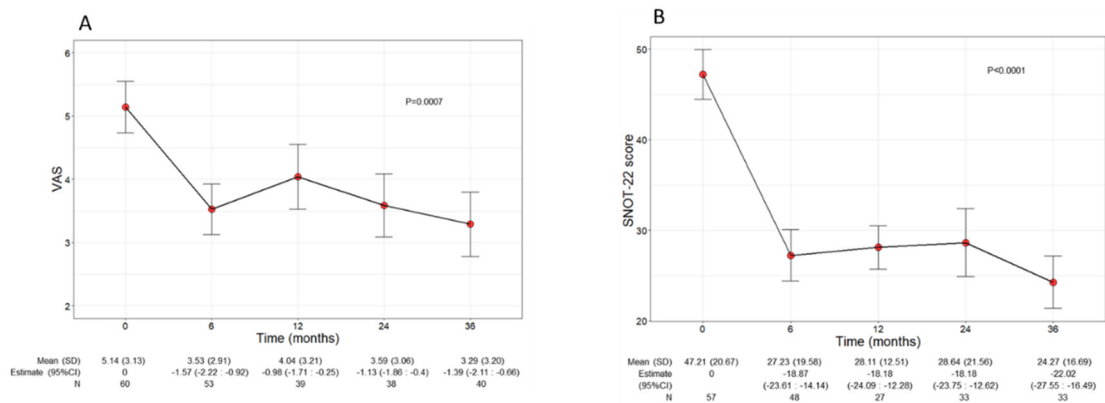 A
6
5
4
3
2
VAS
P=0.0007
0 6 12 24 36
Time (months)
Mean (SD) 5.14 (3.13) 3.53 (2.91) 4.04 (3.21) 3.59 (3.06) 3.29 (3.20)
Estimate (95%CI) 0 -1.57 (-2.22 : -0.92) -0.98 (-1.71 : -0.25) -1.13 (-1.86 : -0.4) -1.39 (-2.11 : -0.66)
N 60 53 39 38 40
B
50
40
30
20
SNOT-22 score
P<0.0001
0 6 12 24 36
Time (months)
Mean (SD) 47.21 (20.67) 27.23 (19.58) 28.11 (12.51) 28.64 (21.56) 24.27 (16.69)
Estimate 0 -18.87 -18.18 -18.18 -22.02
(95%CI) (-23.61 : -14.14) (-24.09 : -12.28) (-23.75 : -12.62) (-27.55 : -16.49)
N 57 48 27 33 33